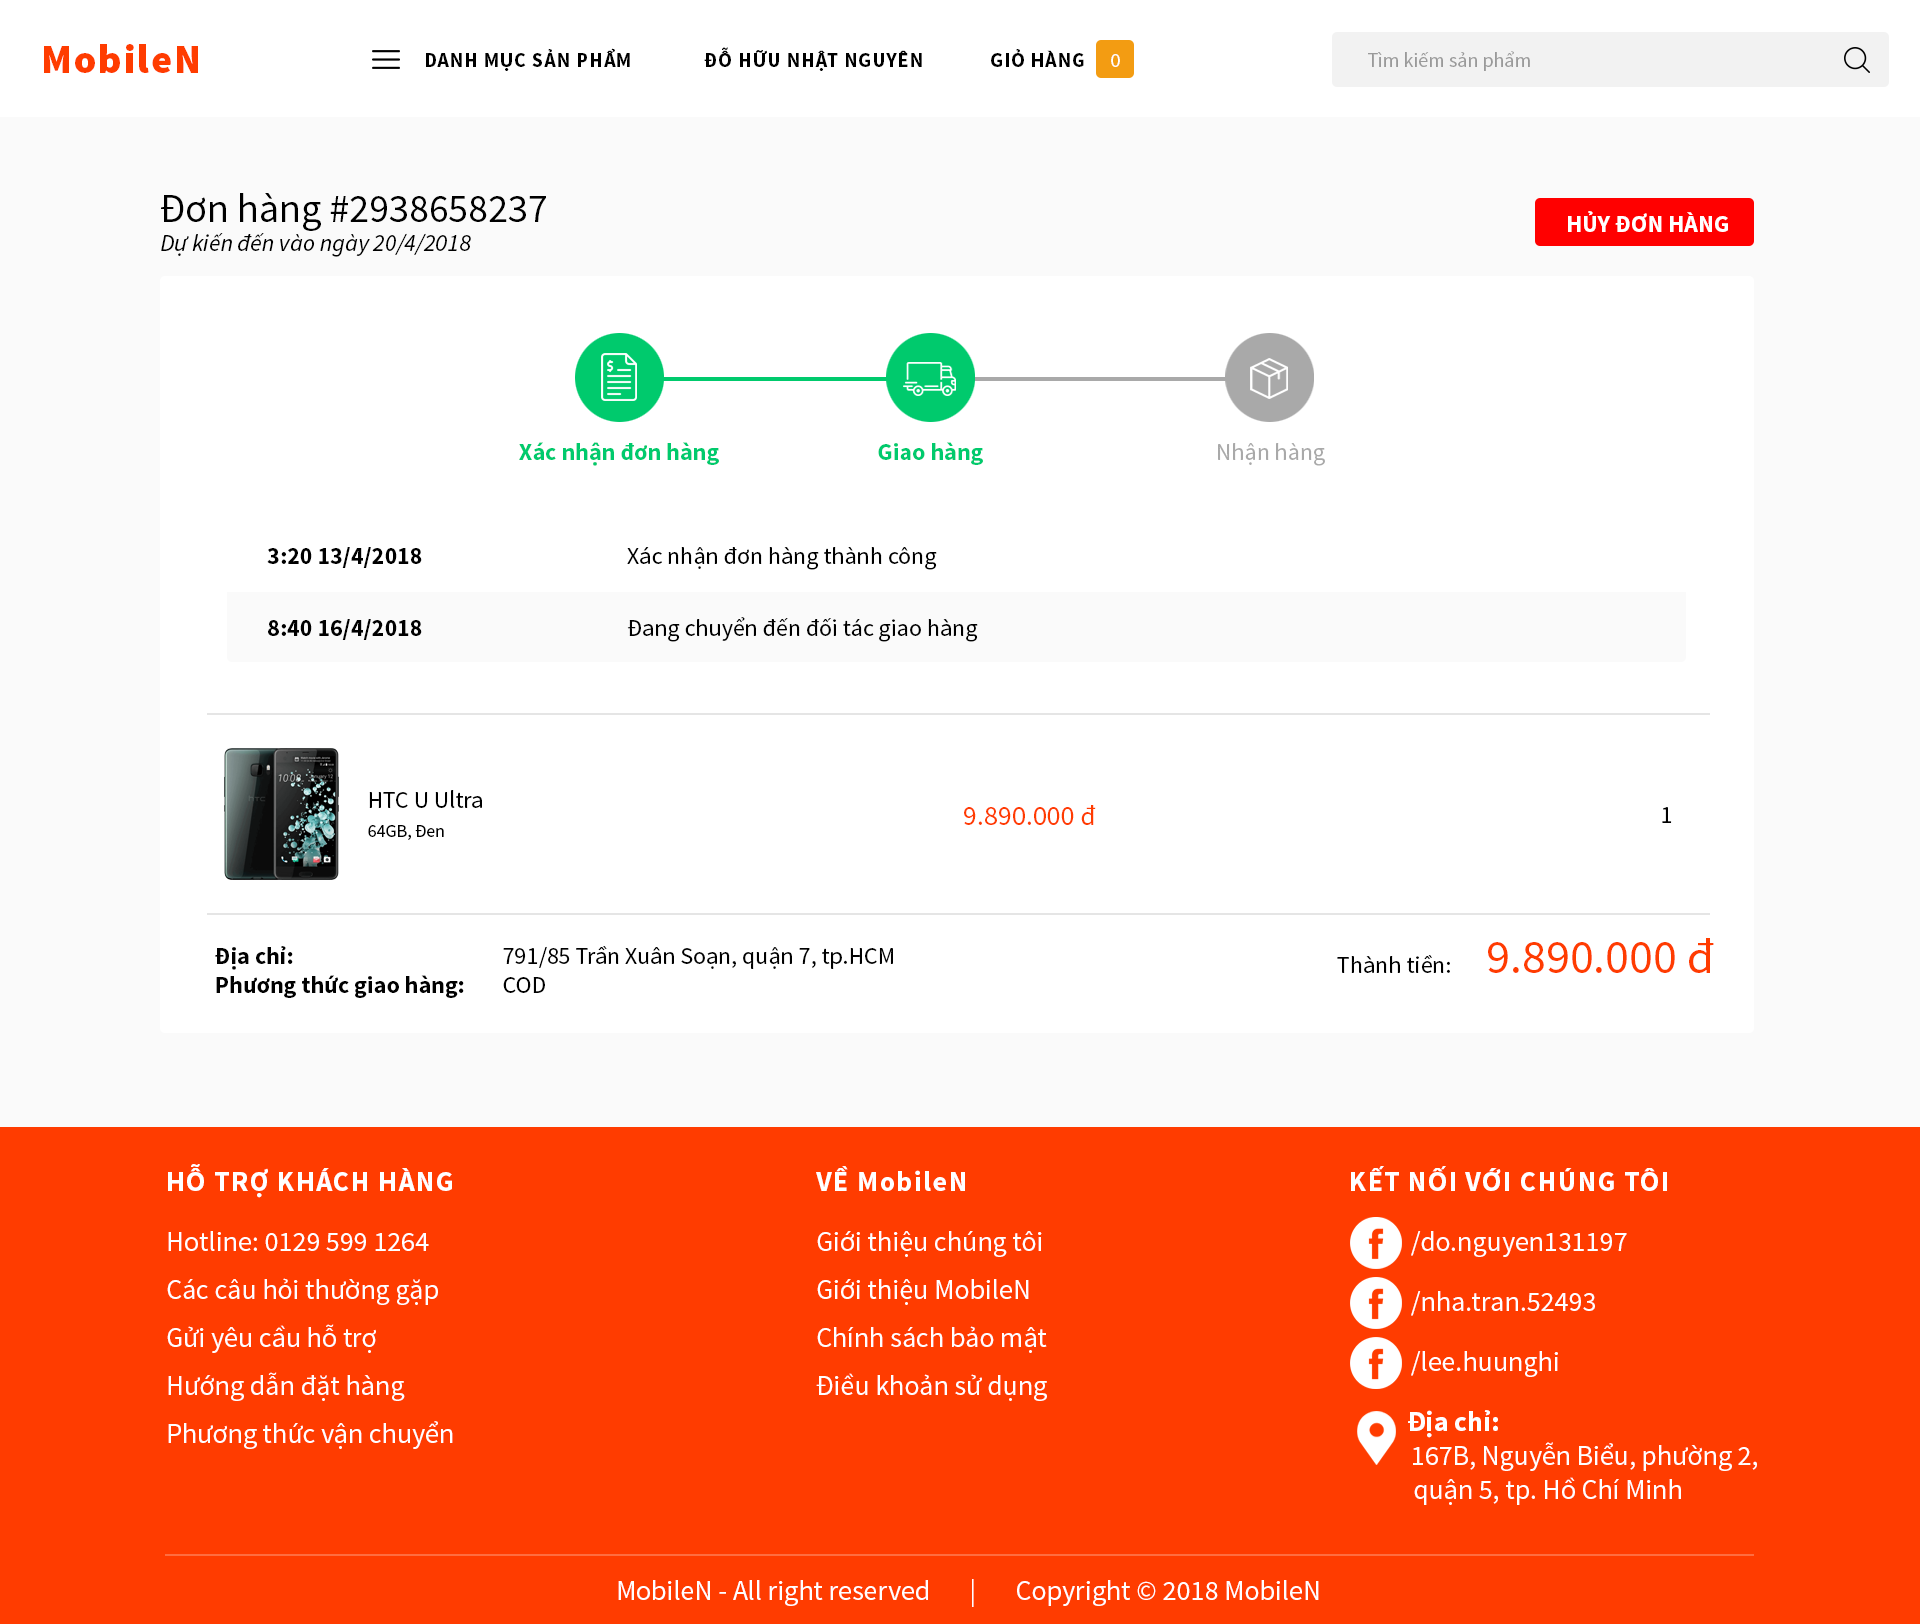 MobileN
DANH MỤC SẢN PHẨM
ĐỖ HỮU NHẬT NGUYÊN
GIỎ HÀNG 0
Tìm kiếm sản phẩm
Đơn hàng #2938658237
Dự kiến đến vào ngày 20/4/2018
HỦY ĐƠN HÀNG
Xác nhận đơn hàng
Giao hàng
Nhận hàng
3:20 13/4/2018 Xác nhận đơn hàng thành công
8:40 16/4/2018 Đang chuyển đến đối tác giao hàng
HTC U Ultra
64GB, Đen
9.890.000 đ
1
Địa chỉ: 791/85 Trần Xuân Soạn, quận 7, tp.HCM
Phương thức giao hàng: COD
Thành tiền: 9.890.000 đ
HỖ TRỢ KHÁCH HÀNG
Hotline: 0129 599 1264
Các câu hỏi thường gặp
Gửi yêu cầu hỗ trợ
Hướng dẫn đặt hàng
Phương thức vận chuyển
VỀ MobileN
Giới thiệu chúng tôi
Giới thiệu MobileN
Chính sách bảo mật
Điều khoản sử dụng
KẾT NỐI VỚI CHÚNG TÔI
/do.nguyen131197
/nha.tran.52493
/lee.huunghi
Địa chỉ:
167B, Nguyễn Biểu, phường 2,
quận 5, tp. Hồ Chí Minh
MobileN - All right reserved | Copyright © 2018 MobileN